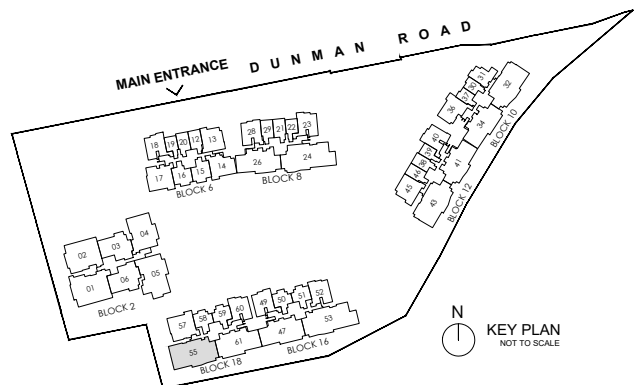 DUNMAN ROAD
MAIN ENTRANCE
18 19 20 12 13
28 29 21 22 23
17 16 15 14
26 24
BLOCK 6
BLOCK 8
31
30
37
32
36
34
BLOCK 10
40
39
38
41
46
45
43
BLOCK 12
04
03
02
01 06 05
BLOCK 2
57 58 59 60
49 50 51 52
55 61 47 53
BLOCK 18
BLOCK 16
N
KEY PLAN
NOT TO SCALE